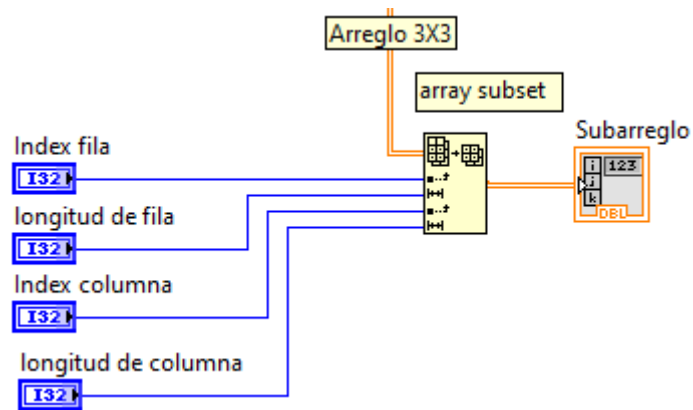 Arreglo 3X3
array subset
Subarreglo
Index fila
I32
longitud de fila
I32
Index columna
I32
longitud de columna
I32
i 123
j
k
DBL